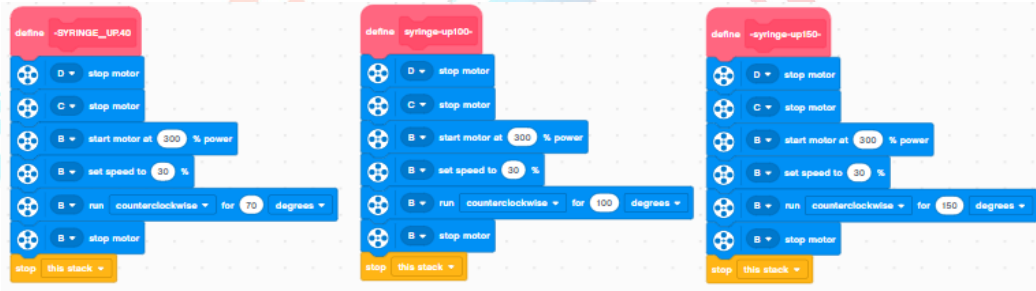 define -SYRINGE__UP.40
D stop motor
C stop motor
B start motor at 300 % power
B set speed to 30 %
B run counterclockwise for 70 degrees
B stop motor
stop this stack
define syringe-up100-
D stop motor
C stop motor
B start motor at 300 % power
B set speed to 30 %
B run counterclockwise for 100 degrees
B stop motor
stop this stack
define -syringe-up150-
D stop motor
C stop motor
B start motor at 300 % power
B set speed to 30 %
B run counterclockwise for 150 degrees
B stop motor
stop this stack